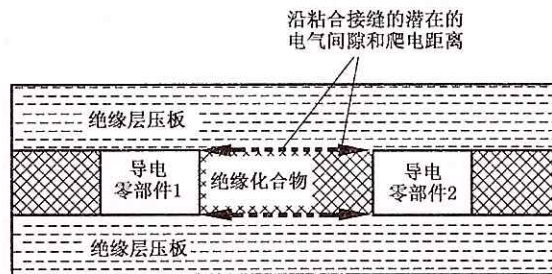 沿粘合接缝的潜在的
电气间隙和爬电距离
绝缘层压板
导电
零部件1
绝缘化合物
导电
零部件2
绝缘层压板